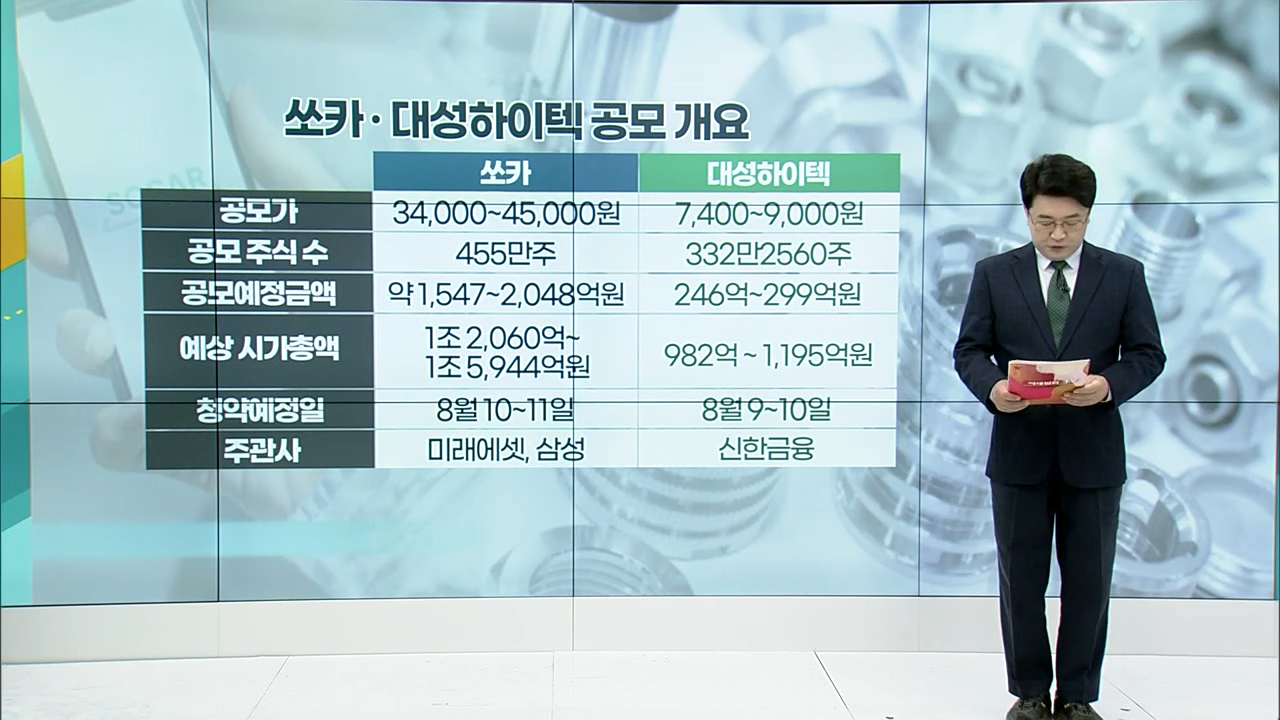 쏘카 · 대성하이텍 공모 개요
쏘카 대성하이텍
공모가 34,000~45,000원 7,400~9,000원
공모 주식 수 455만주 332만2560주
공모예정금액 약 1,547~2,048억원 246억~299억원
예상 시가총액 1조 2,060억~
1조 5,944억원 982억 ~ 1,195억원
청약예정일 8월 10~11일 8월 9~10일
주관사 미래에셋, 삼성 신한금융
SOCAR